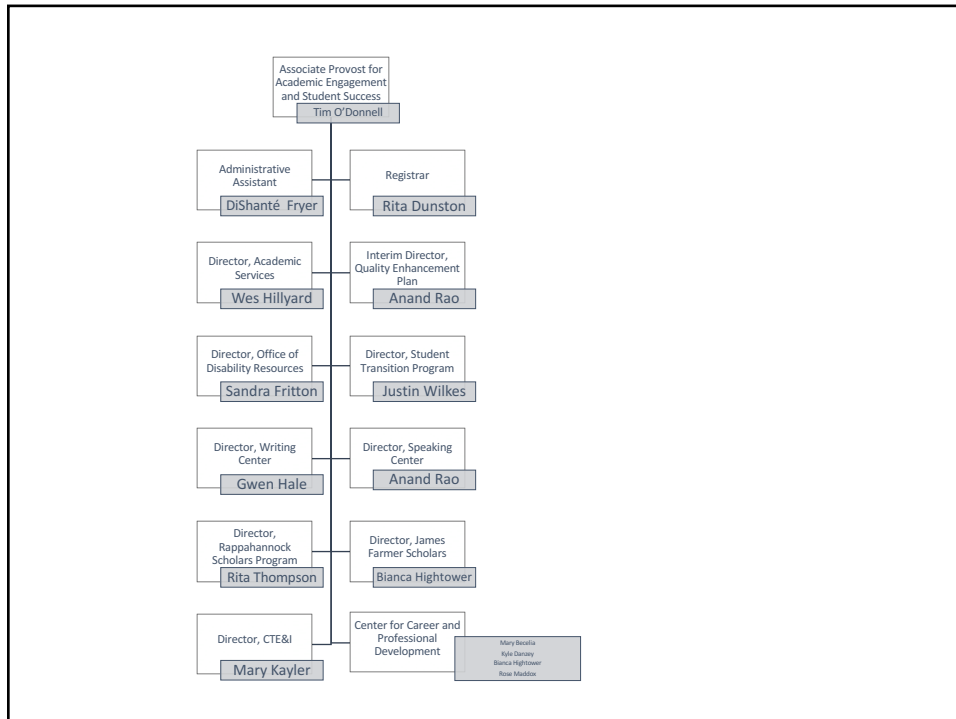 Associate Provost for
Academic Engagement
and Student Success
Tim O'Donnell
Administrative
Assistant
DiShanté Fryer
Registrar
Rita Dunston
Director, Academic
Services
Wes Hillyard
Interim Director,
Quality Enhancement
Plan
Anand Rao
Director, Office of
Disability Resources
Sandra Fritton
Director, Student
Transition Program
Justin Wilkes
Director, Writing
Center
Gwen Hale
Director, Speaking
Center
Anand Rao
Director,
Rappahannock
Scholars Program
Rita Thompson
Director, James
Farmer Scholars
Bianca Hightower
Director, CTE&I
Mary Kayler
Center for Career and
Professional
Development
Mary Becelia
Kyle Danzey
Bianca Hightower
Rose Maddox